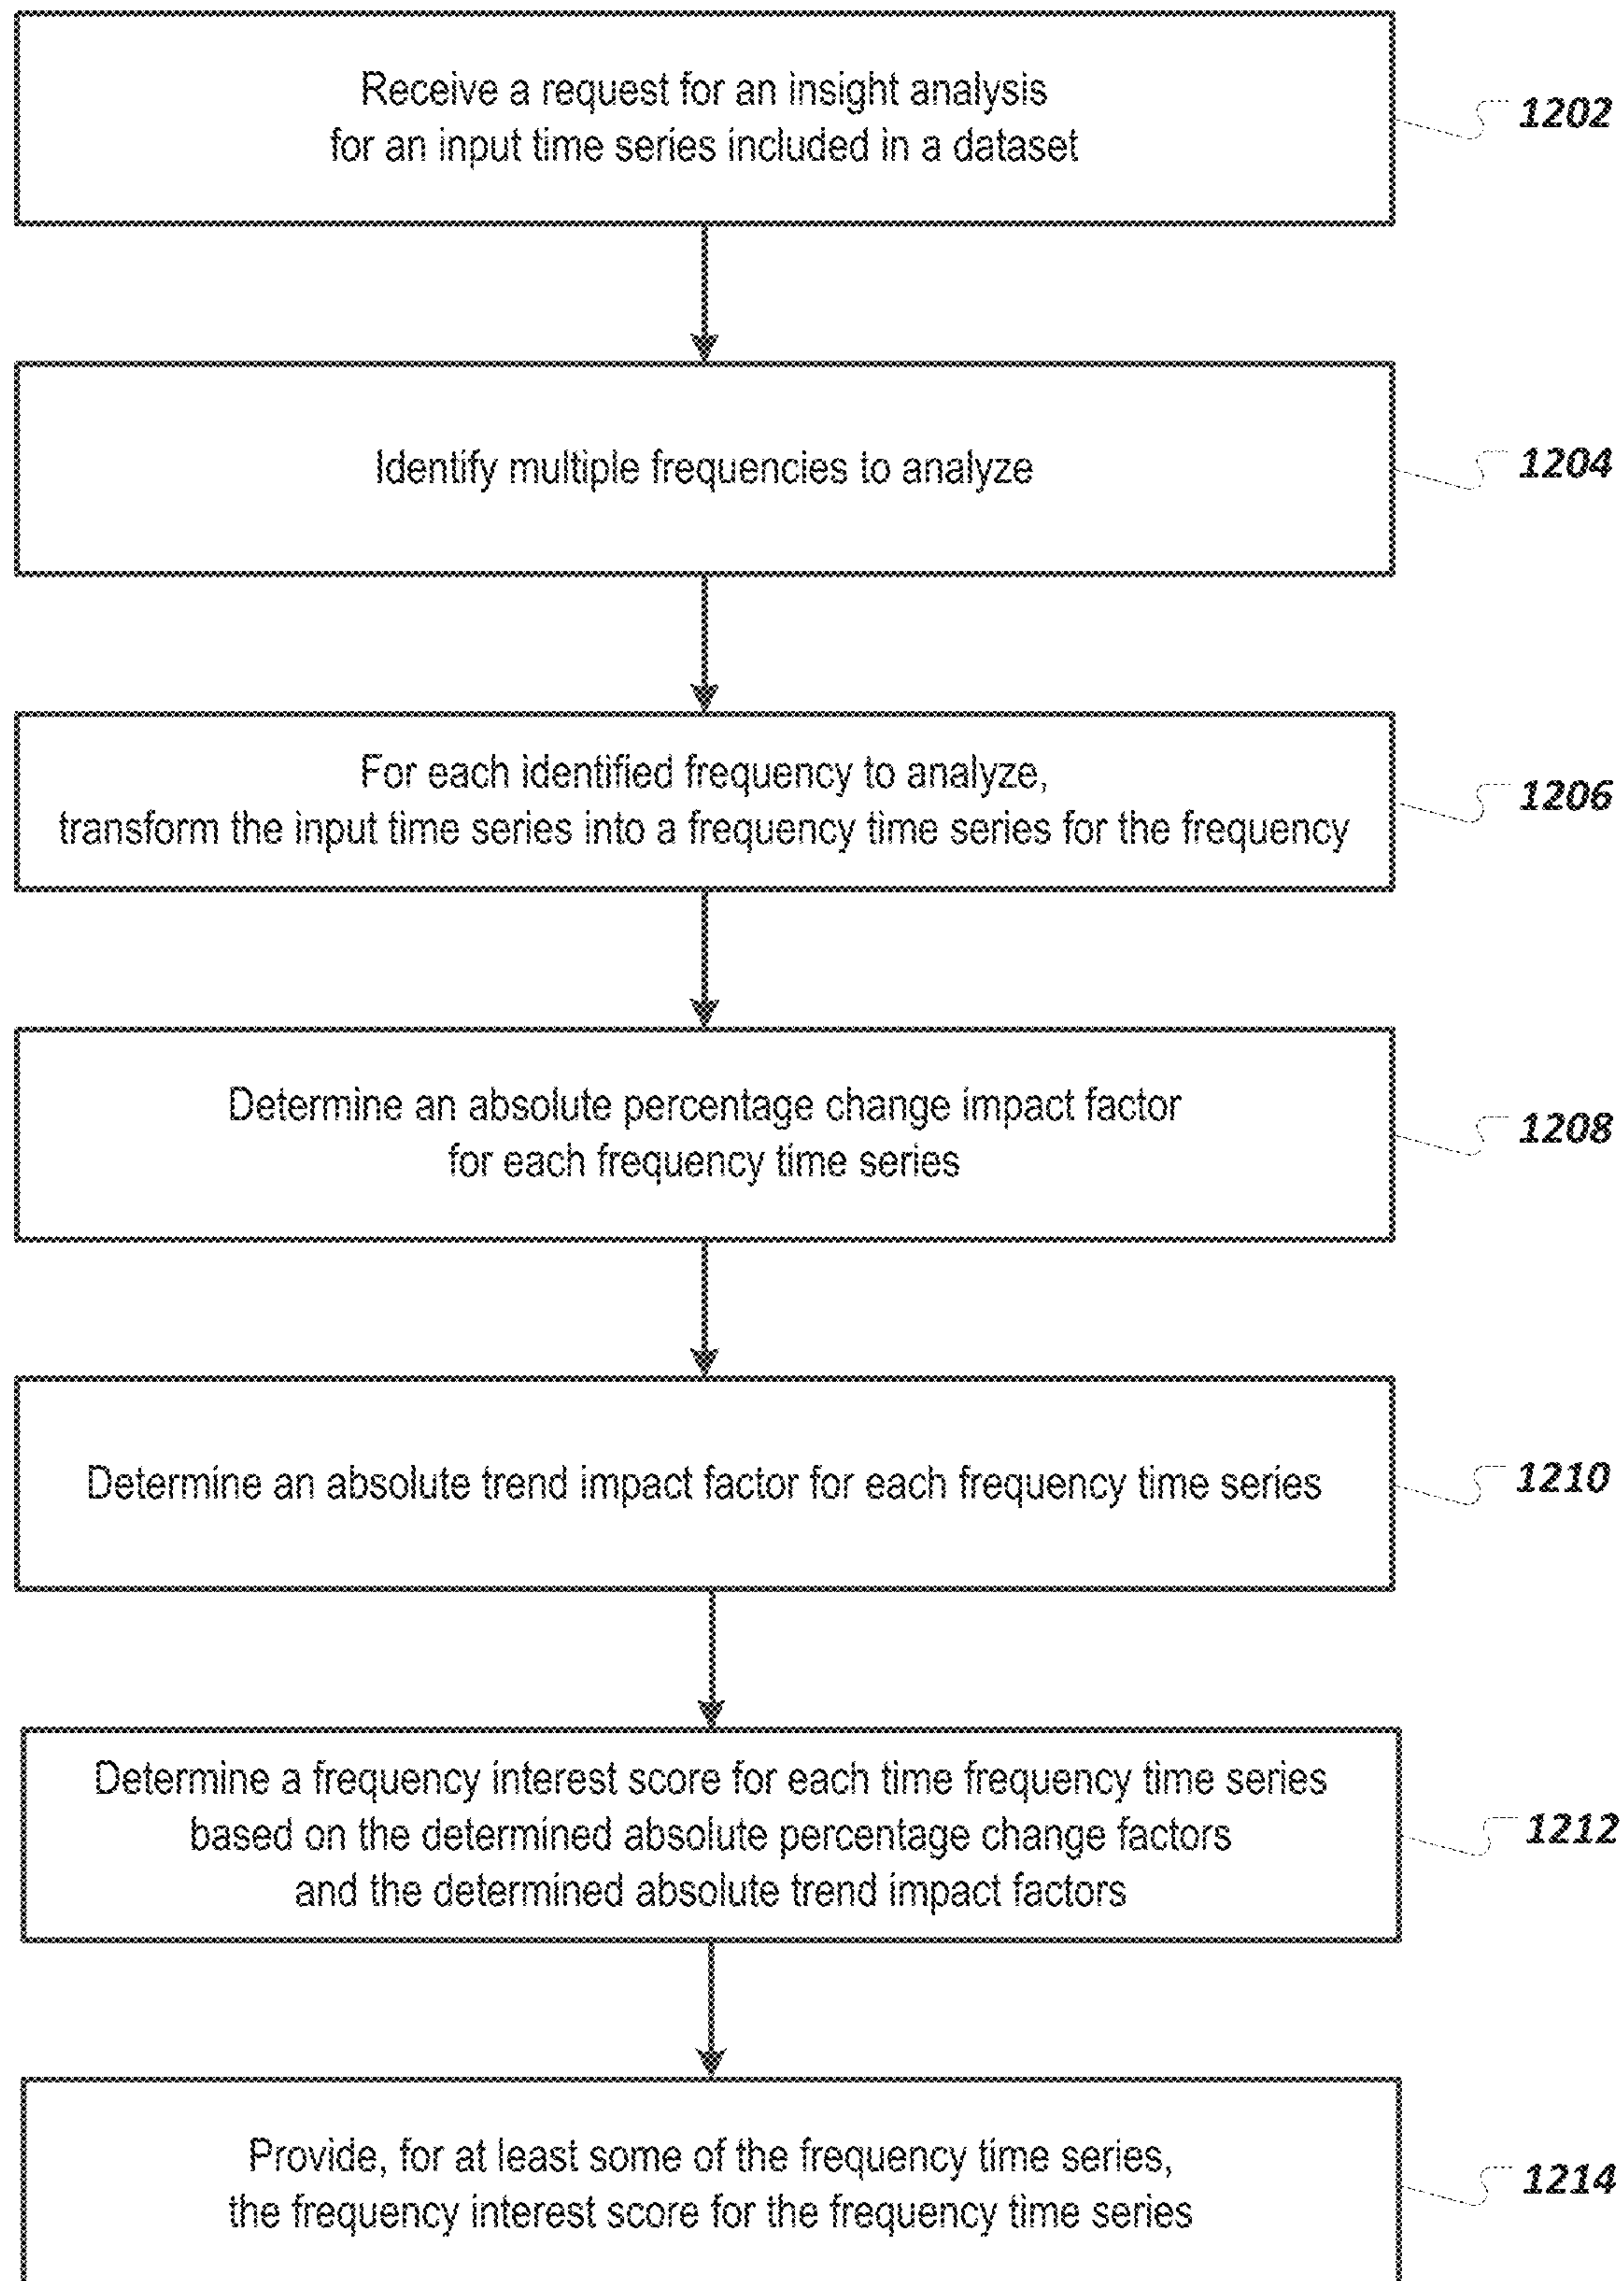 Receive a request for an insight analysis
for an input time series included in a dataset
1202
Identify multiple frequencies to analyze
1204
For each identified frequency to analyze,
transform the input time series into a frequency time series for the frequency
1206
Determine an absolute percentage change impact factor
for each frequency time series
1208
Determine an absolute trend impact factor for each frequency time series
1210
Determine a frequency interest score for each time frequency time series
based on the determined absolute percentage change factors
and the determined absolute trend impact factors
1212
Provide, for at least some of the frequency time series,
the frequency interest score for the frequency time series
1214